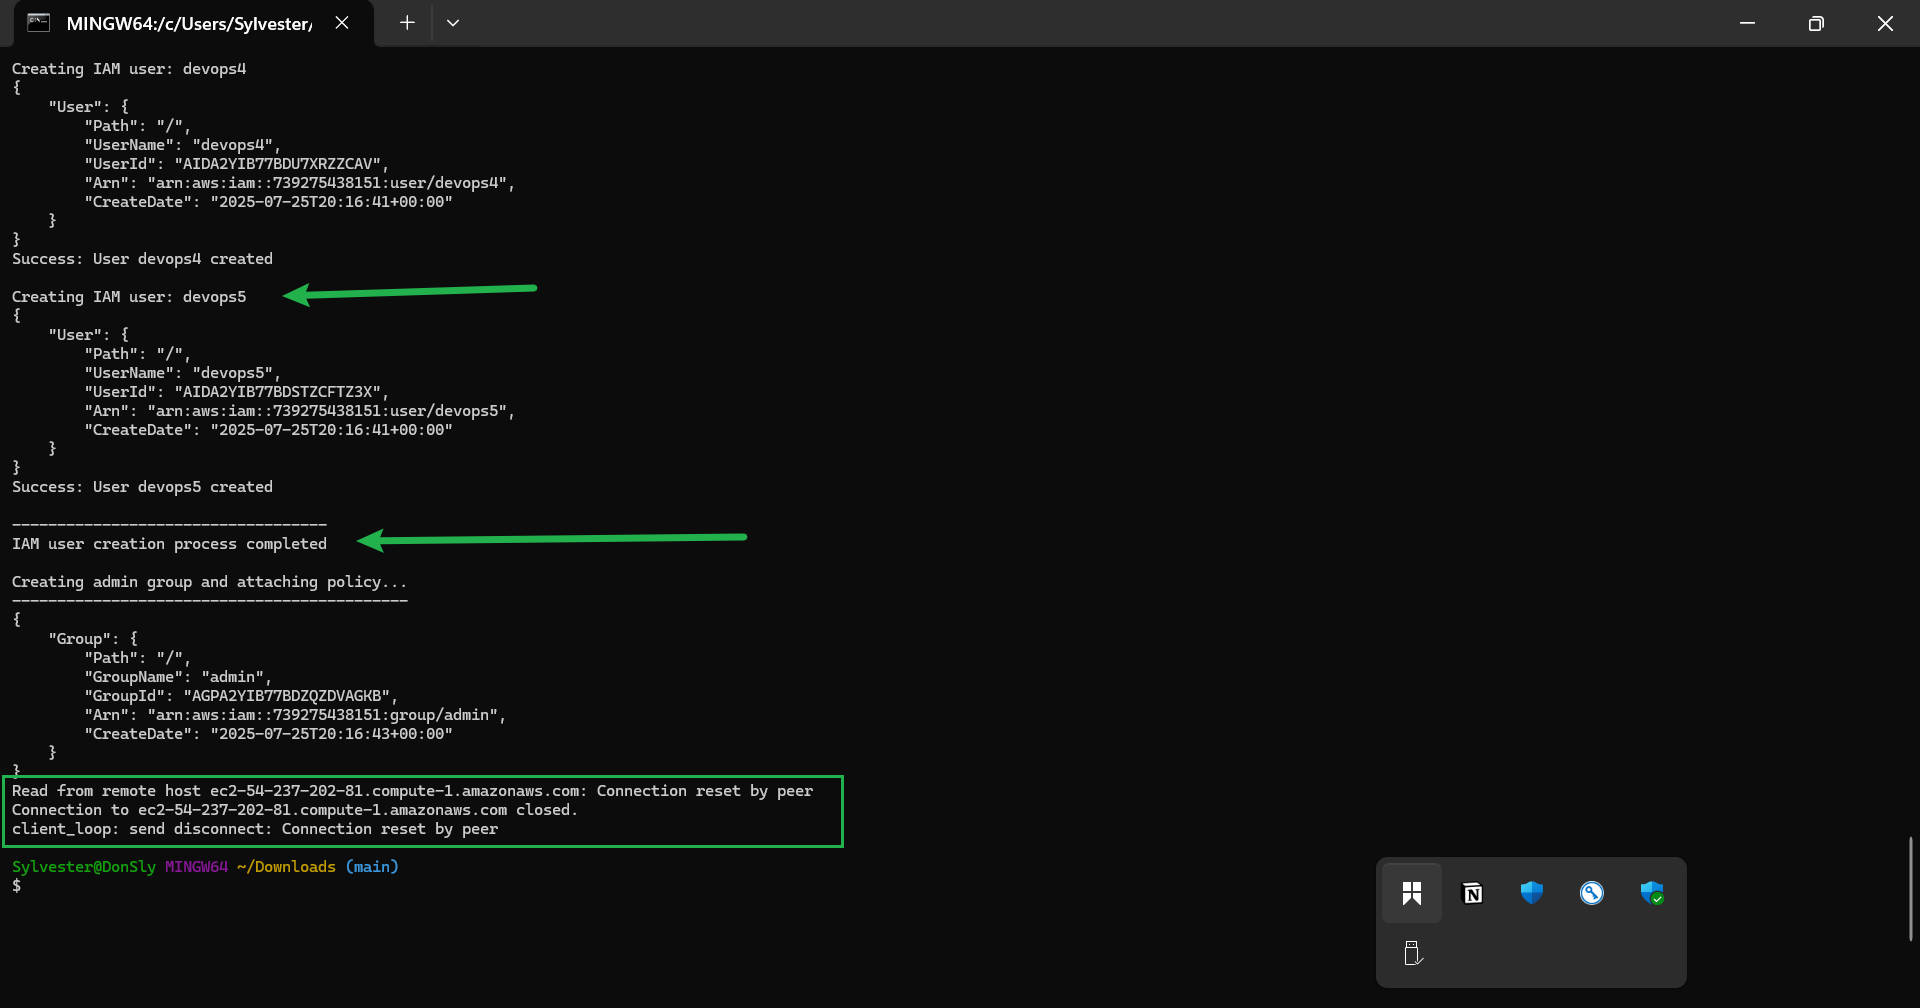 MINGW64:/c/Users/Sylvester/
Creating IAM user: devops4
{
    "User": {
        "Path": "/",
        "UserName": "devops4",
        "UserId": "AIDA2YIB77BDU7XRZZCAV",
        "Arn": "arn:aws:iam::739275438151:user/devops4",
        "CreateDate": "2025-07-25T20:16:41+00:00"
    }
}
Success: User devops4 created
Creating IAM user: devops5
{
    "User": {
        "Path": "/",
        "UserName": "devops5",
        "UserId": "AIDA2YIB77BDSTZCFTZ3X",
        "Arn": "arn:aws:iam::739275438151:user/devops5",
        "CreateDate": "2025-07-25T20:16:41+00:00"
    }
}
Success: User devops5 created
-----------------------------------
IAM user creation process completed
Creating admin group and attaching policy...
--------------------------------------------
{
    "Group": {
        "Path": "/",
        "GroupName": "admin",
        "GroupId": "AGPA2YIB77BDZQZDVAGKB",
        "Arn": "arn:aws:iam::739275438151:group/admin",
        "CreateDate": "2025-07-25T20:16:43+00:00"
    }
}
Read from remote host ec2-54-237-202-81.compute-1.amazonaws.com: Connection reset by peer
Connection to ec2-54-237-202-81.compute-1.amazonaws.com closed.
client_loop: send disconnect: Connection reset by peer
Sylvester@DonSly MINGW64 ~/Downloads (main)
$